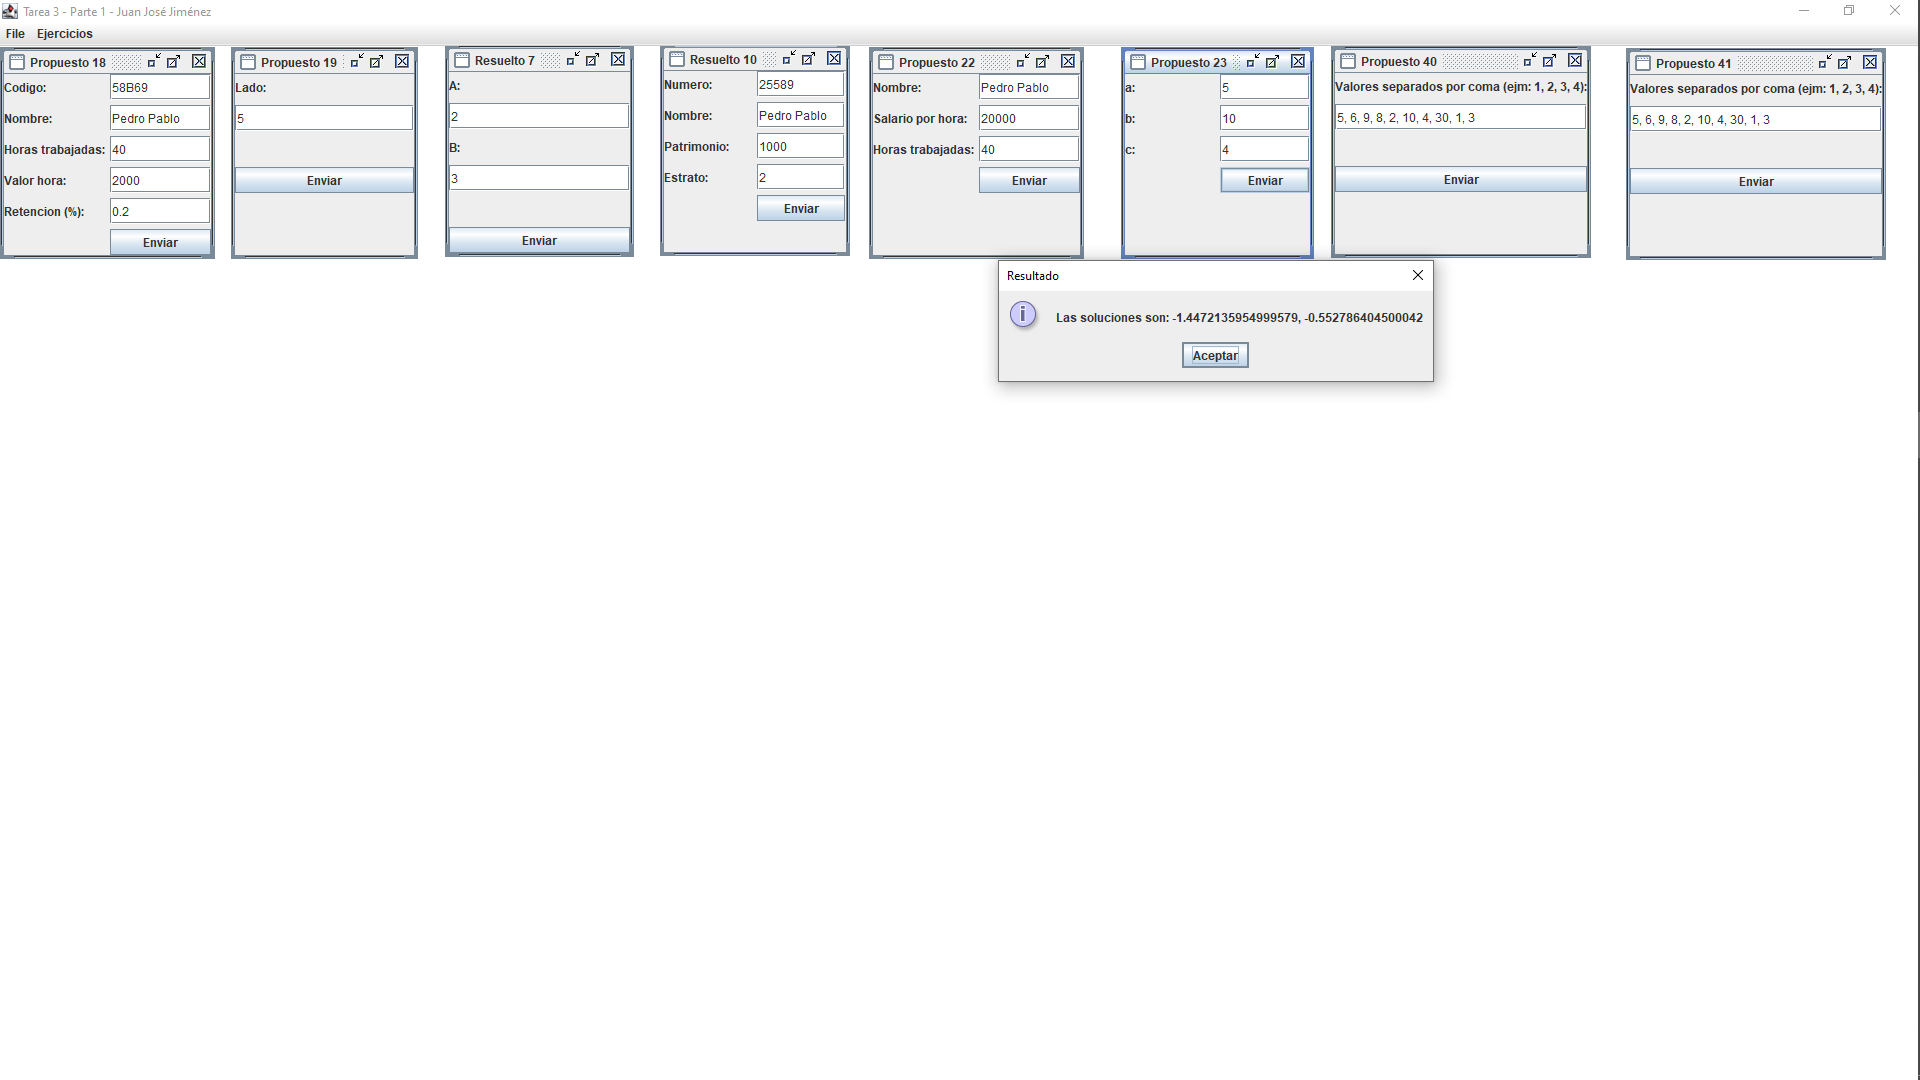 Tarea 3 - Parte 1 - Juan José Jiménez
File Ejercicios
Propuesto 18
Codigo: 58B69
Nombre: Pedro Pablo
Horas trabajadas: 40
Valor hora: 2000
Retencion (%): 0.2
Enviar
Propuesto 19
Lado:
5
Enviar
Resuelto 7
A:
2
B:
3
Enviar
Resuelto 10
Numero: 25589
Nombre: Pedro Pablo
Patrimonio: 1000
Estrato: 2
Enviar
Propuesto 22
Nombre: Pedro Pablo
Salario por hora: 20000
Horas trabajadas: 40
Enviar
Propuesto 23
a: 5
b: 10
c: 4
Enviar
Propuesto 40
Valores separados por coma (ejm: 1, 2, 3, 4):
5, 6, 9, 8, 2, 10, 4, 30, 1, 3
Enviar
Propuesto 41
Valores separados por coma (ejm: 1, 2, 3, 4):
5, 6, 9, 8, 2, 10, 4, 30, 1, 3
Enviar
Resultado
Las soluciones son: -1.4472135954999579, -0.552786404500042
Aceptar